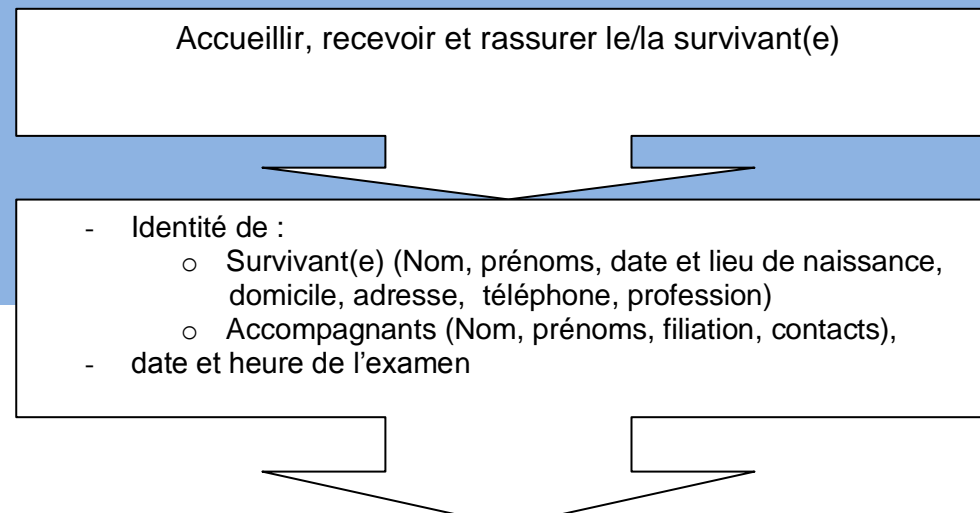 Accueillir, recevoir et rassurer le/la survivant(e)
- Identité de :
o Survivant(e) (Nom, prénoms, date et lieu de naissance,
domicile, adresse, téléphone, profession)
o Accompagnants (Nom, prénoms, filiation, contacts),
- date et heure de l'examen